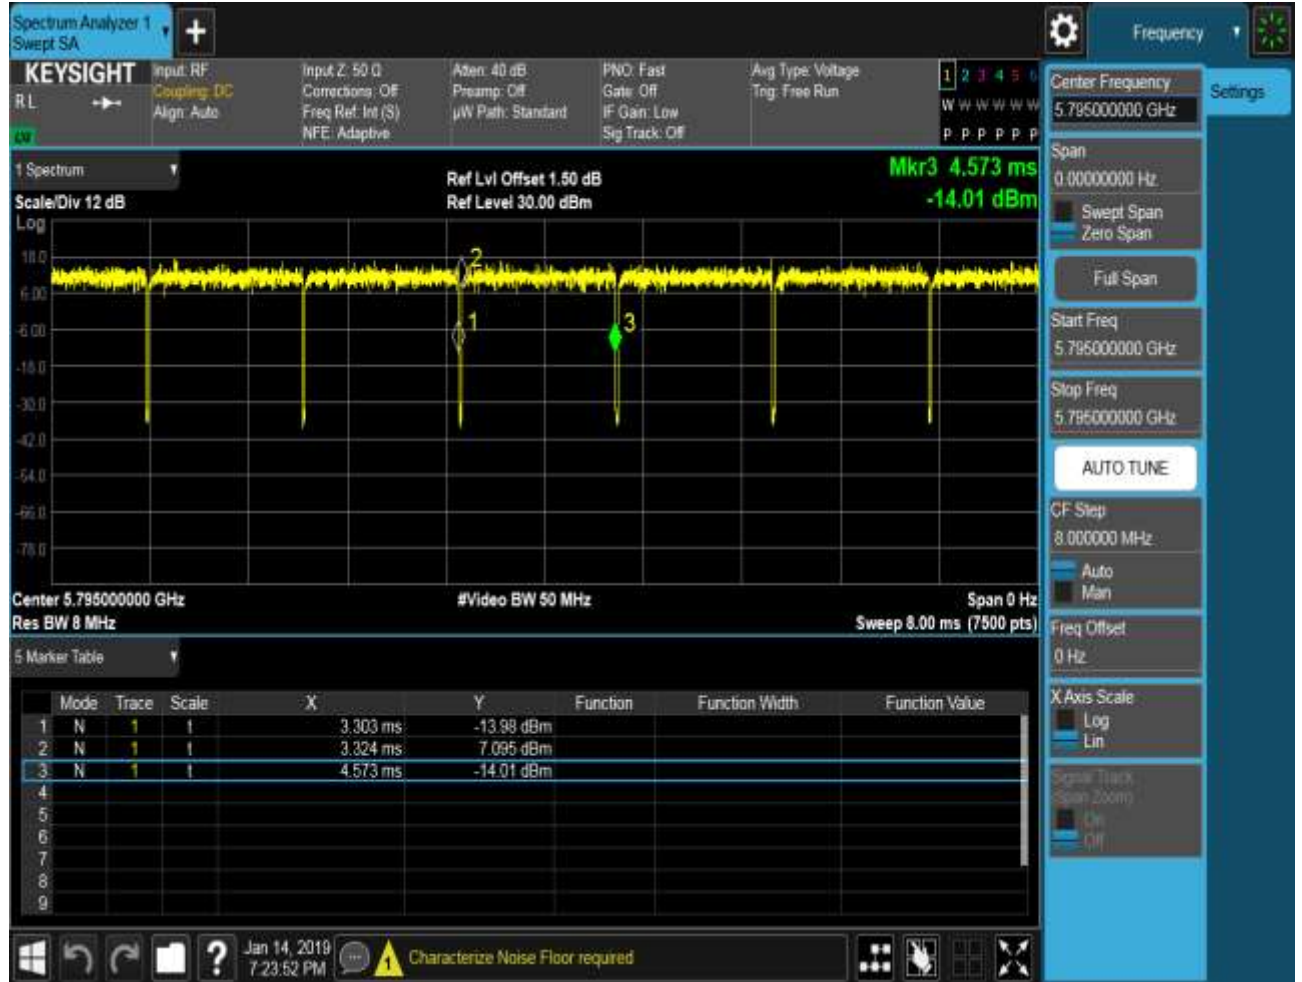 Spectrum Analyzer 1
Swept SA
+
Frequency
KEYSIGHT
RL
Input: RF
Coupling: DC
Align: Auto
Input Z: 50 Ω
Corrections: Off
Freq Ref: Int (S)
NFE: Adaptive
Atten: 40 dB
Preamp: Off
µW Path: Standard
PNO: Fast
Gate: Off
IF Gain: Low
Sig Track: Off
Avg Type: Voltage
Trig: Free Run
1 2 3 4 5 6
W W W W W W
P P P P P P
1 Spectrum
Scale/Div 12 dB
Log
Ref Lvl Offset 1.50 dB
Ref Level 30.00 dBm
Mkr3 4.573 ms
-14.01 dBm
18.0
6.00
-6.00
-18.0
-30.0
-42.0
-54.0
-66.0
-78.0
2
1
3
Center 5.795000000 GHz
#Video BW 50 MHz
Span 0 Hz
Res BW 8 MHz
Sweep 8.00 ms (7500 pts)
5 Marker Table
Mode Trace Scale X Y Function Function Width Function Value
1 N 1 t 3.303 ms -13.98 dBm
2 N 1 t 3.324 ms 7.095 dBm
3 N 1 t 4.573 ms -14.01 dBm
4
5
6
7
8
9
Center Frequency
5.795000000 GHz
Settings
Span
0.00000000 Hz
Swept Span
Zero Span
Full Span
Start Freq
5.795000000 GHz
Stop Freq
5.795000000 GHz
AUTO TUNE
CF Step
8.000000 MHz
Auto
Man
Freq Offset
0 Hz
X Axis Scale
Log
Lin
Signal Track
(Span Zoom)
On
Off
?
Jan 14, 2019
7:23:52 PM
1
Characterize Noise Floor required